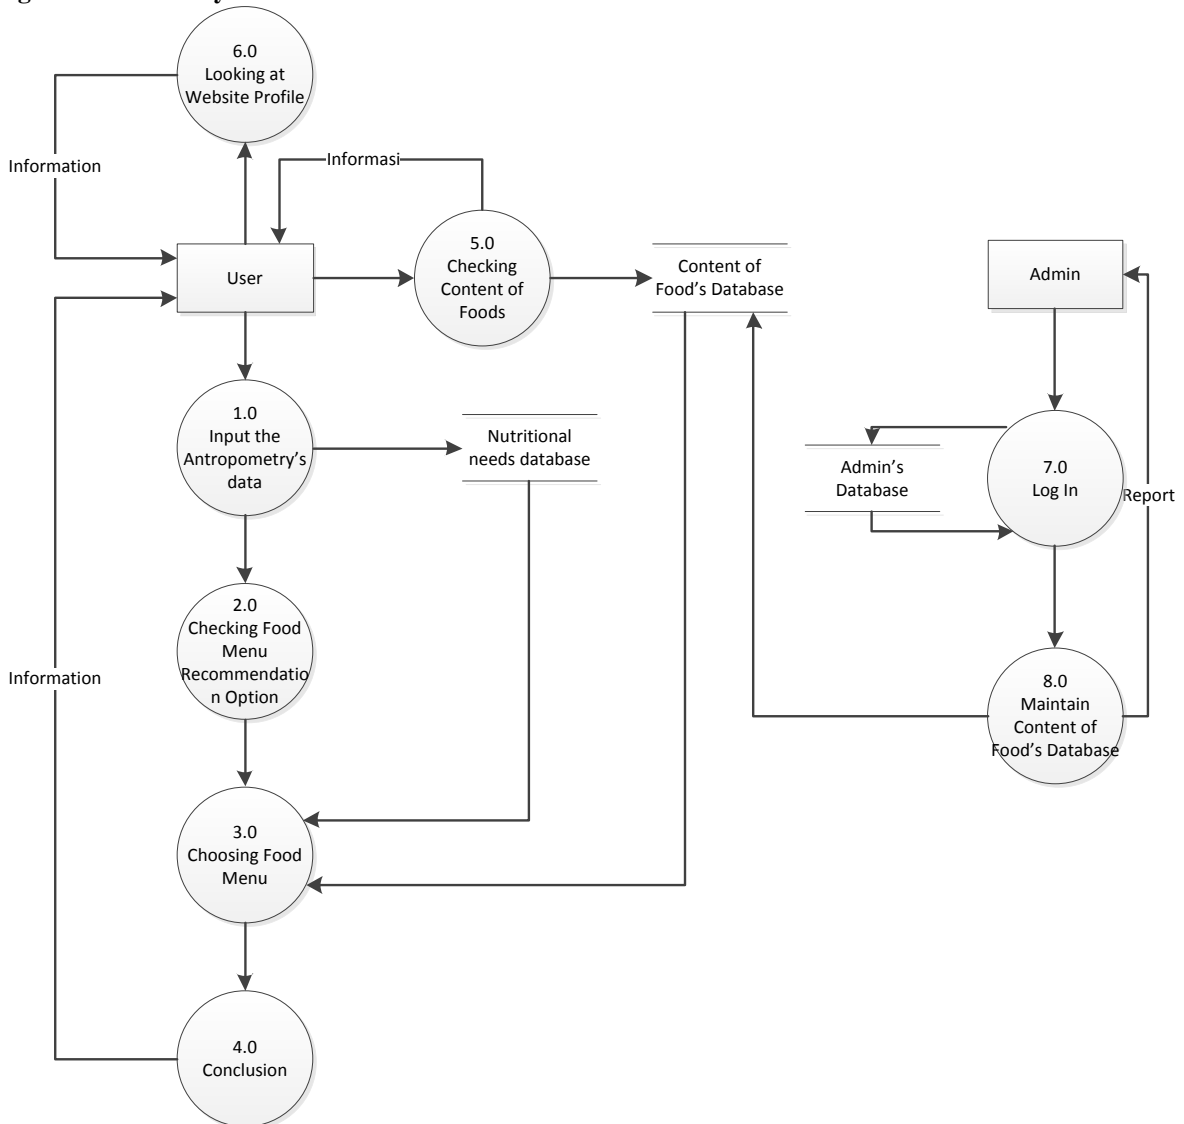 6.0
Looking at
Website Profile
Information
Informasi
User
5.0
Checking
Content of
Foods
Content of
Food's Database
Admin
1.0
Input the
Antropometry's
data
Nutritional
needs database
Admin's
Database
7.0
Log In
Report
2.0
Checking Food
Menu
Recommendatio
n Option
Information
8.0
Maintain
Content of
Food's Database
3.0
Choosing Food
Menu
4.0
Conclusion